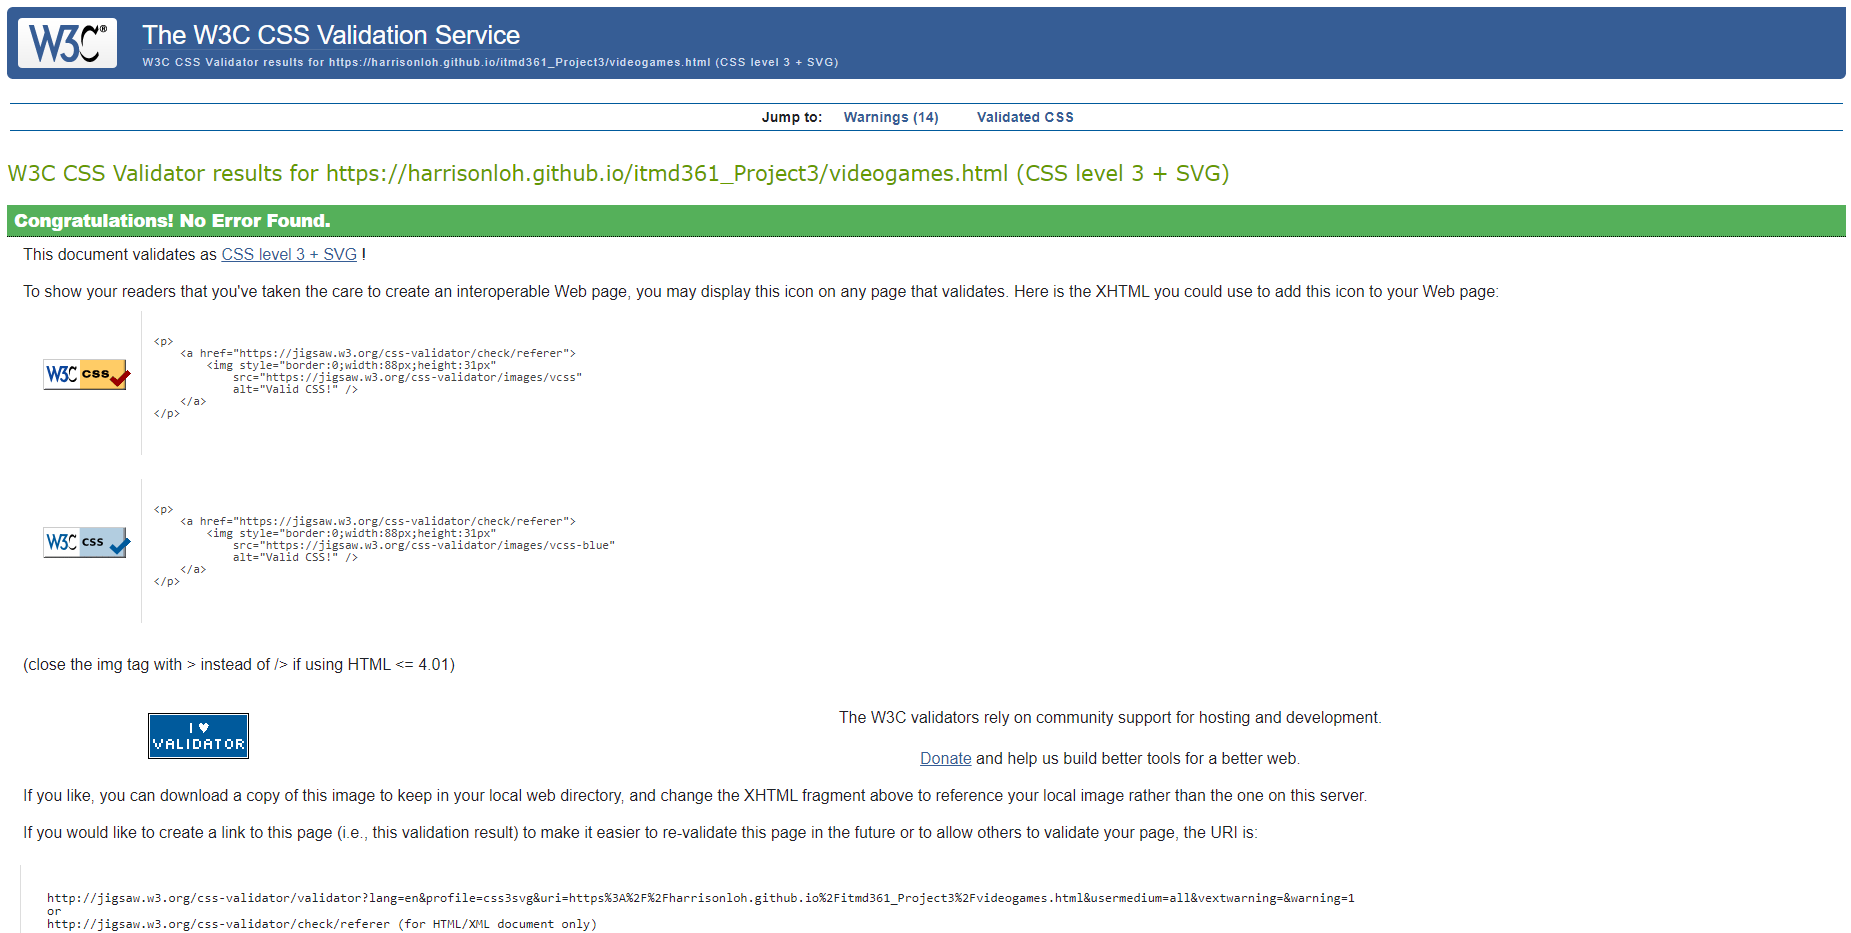 W3C®
The W3C CSS Validation Service
W3C CSS Validator results for https://harrisonloh.github.io/itmd361_Project3/videogames.html (CSS level 3 + SVG)
Jump to: Warnings (14) Validated CSS
W3C CSS Validator results for https://harrisonloh.github.io/itmd361_Project3/videogames.html (CSS level 3 + SVG)
Congratulations! No Error Found.
This document validates as CSS level 3 + SVG !
To show your readers that you've taken the care to create an interoperable Web page, you may display this icon on any page that validates. Here is the XHTML you could use to add this icon to your Web page:
W3C css
<p>
    <a href="https://jigsaw.w3.org/css-validator/check/referer">
        <img style="border:0;width:88px;height:31px"
            src="https://jigsaw.w3.org/css-validator/images/vcss"
            alt="Valid CSS!" />
    </a>
</p>
W3C css
<p>
    <a href="https://jigsaw.w3.org/css-validator/check/referer">
        <img style="border:0;width:88px;height:31px"
            src="https://jigsaw.w3.org/css-validator/images/vcss-blue"
            alt="Valid CSS!" />
    </a>
</p>
(close the img tag with > instead of /> if using HTML <= 4.01)
I ♥
VALIDATOR
The W3C validators rely on community support for hosting and development.
Donate and help us build better tools for a better web.
If you like, you can download a copy of this image to keep in your local web directory, and change the XHTML fragment above to reference your local image rather than the one on this server.
If you would like to create a link to this page (i.e., this validation result) to make it easier to re-validate this page in the future or to allow others to validate your page, the URI is:
http://jigsaw.w3.org/css-validator/validator?lang=en&profile=css3svg&uri=https%3A%2F%2Fharrisonloh.github.io%2Fitmd361_Project3%2Fvideogames.html&usermedium=all&vextwarning=&warning=1
or
http://jigsaw.w3.org/css-validator/check/referer (for HTML/XML document only)